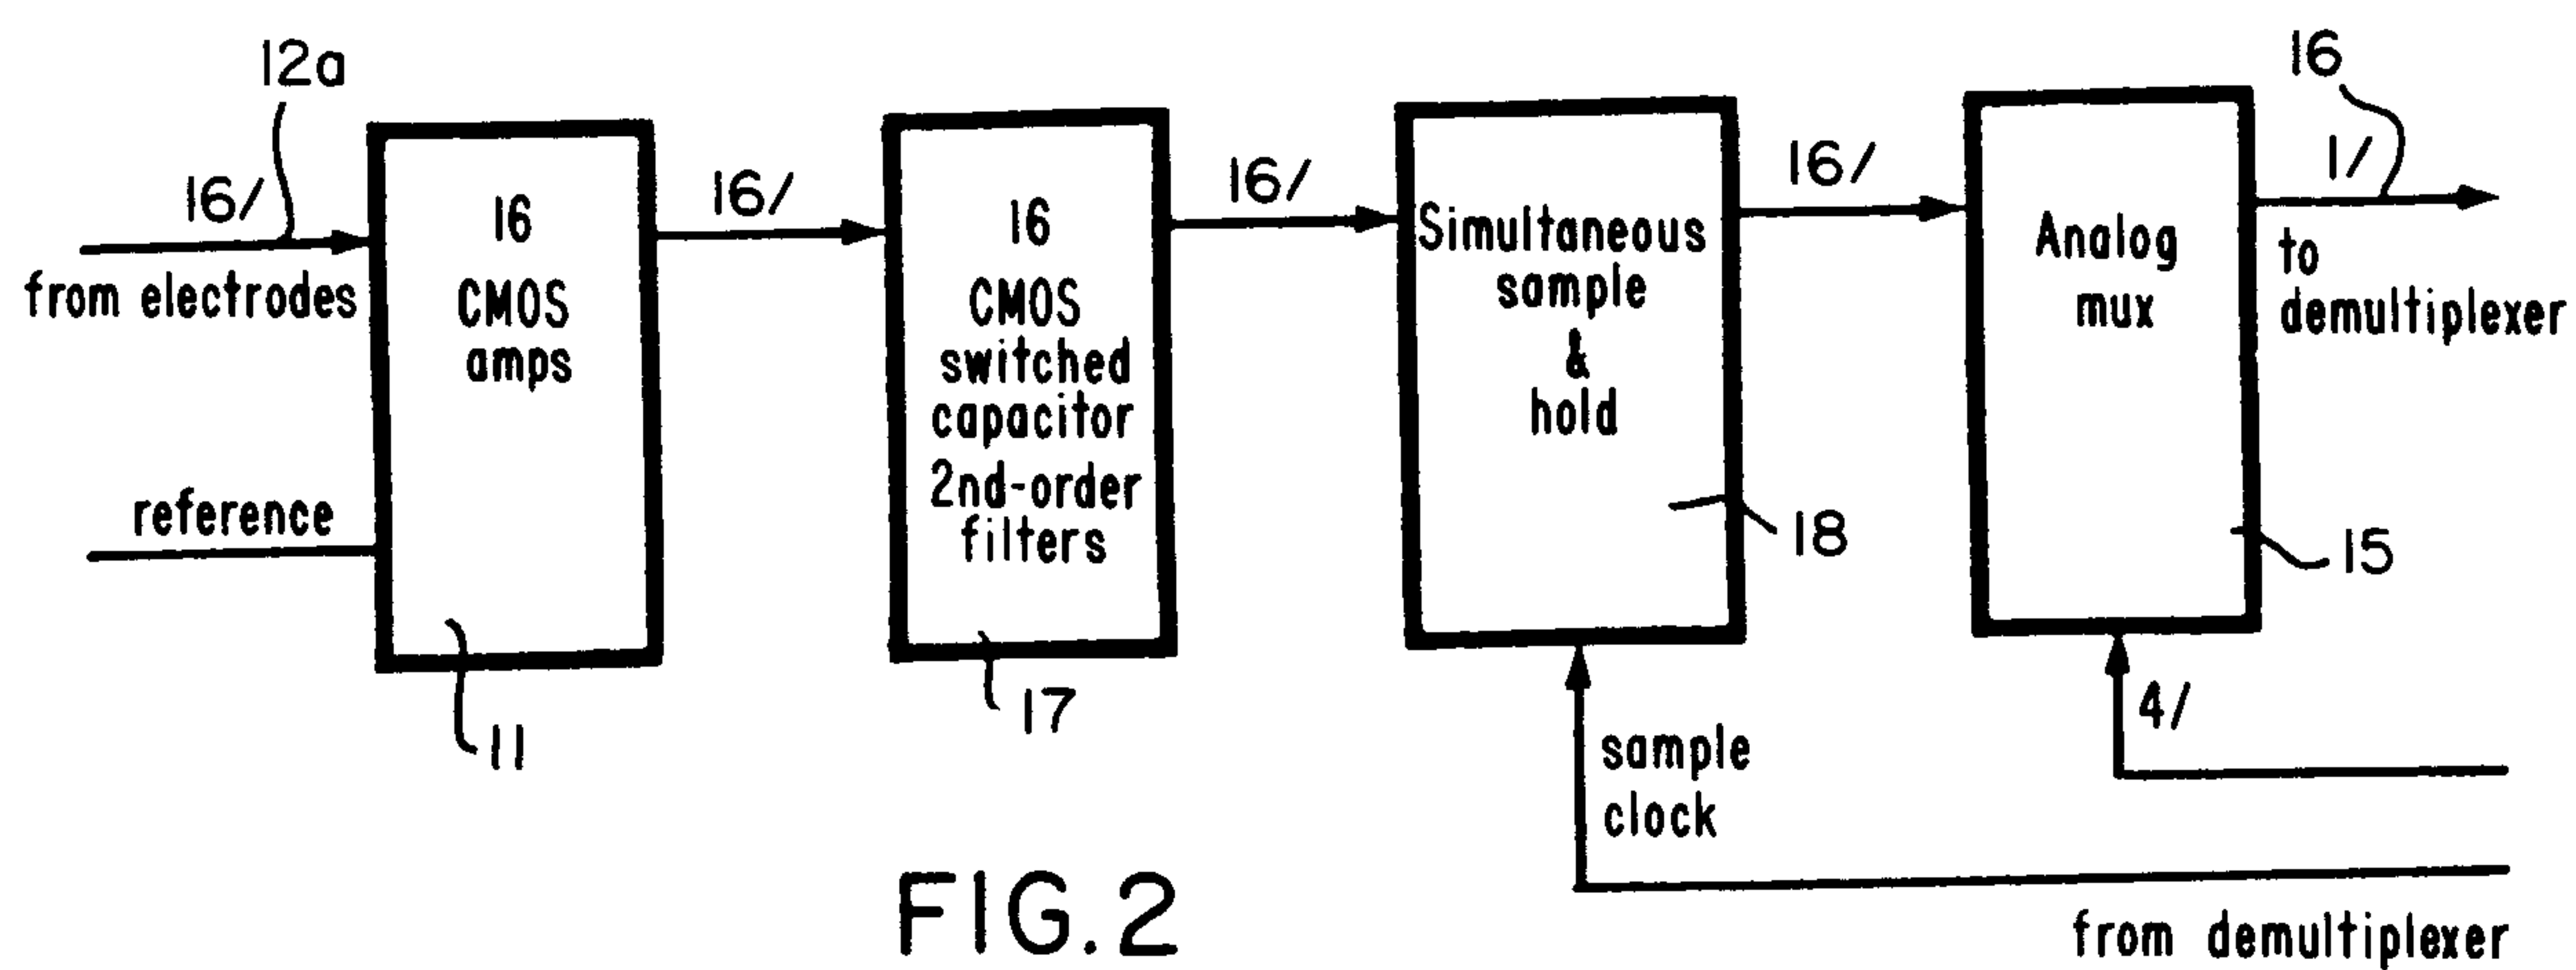 12a
16/
from electrodes
reference
16
CMOS
amps
11
16/
16
CMOS
switched
capacitor
2nd-order
filters
17
16/
Simultaneous
sample
&
hold
18
sample
clock
16/
Analog
mux
15
4/
16
1/
to
demultiplexer
from demultiplexer
FIG.2